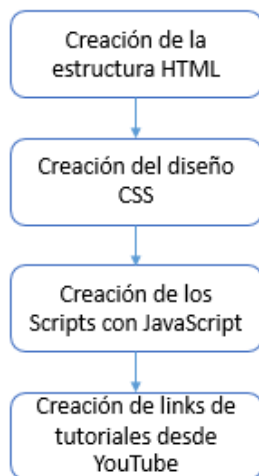 Creación de la
estructura HTML
Creación del diseño
CSS
Creación de los
Scripts con JavaScript
Creación de links de
tutoriales desde
YouTube